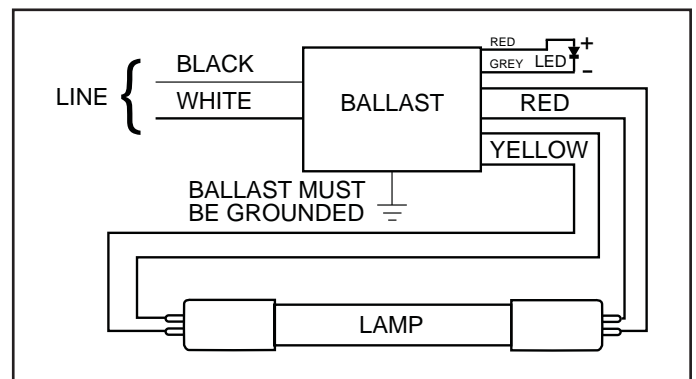 RED
+
GREY LED
-
BLACK
LINE {
WHITE
BALLAST
RED
YELLOW
BALLAST MUST
BE GROUNDED
LAMP